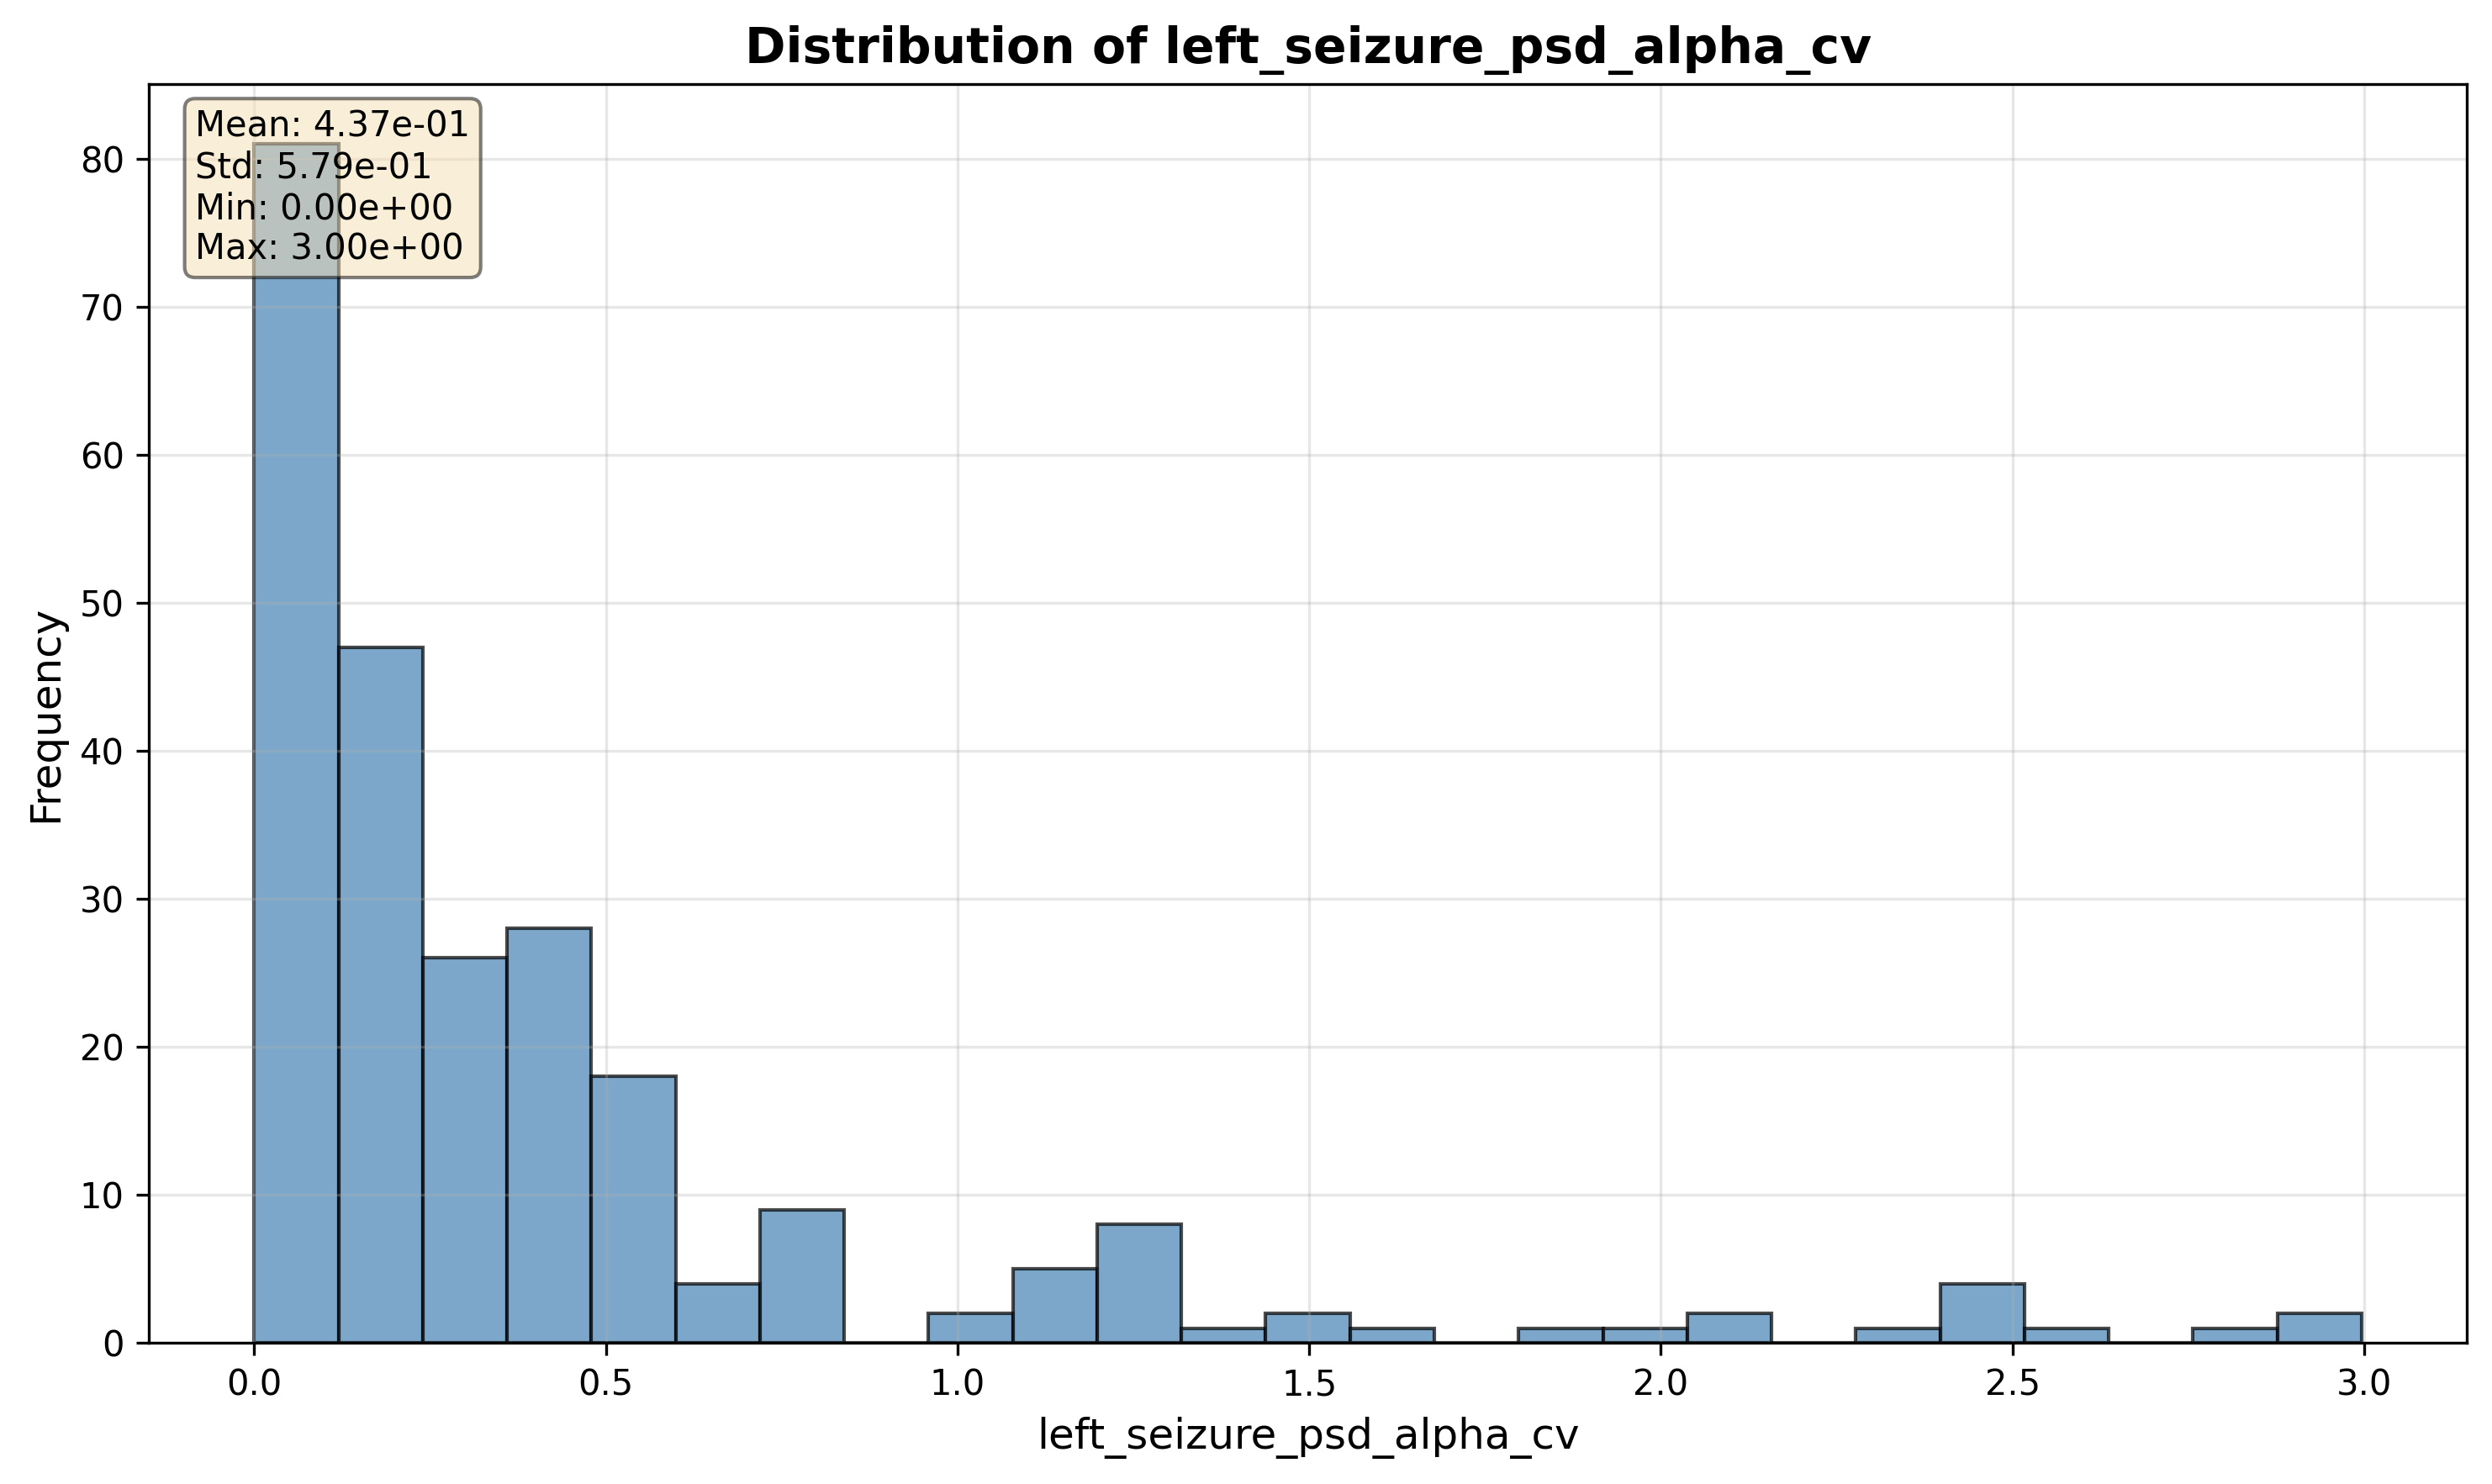 Distribution of left_seizure_psd_alpha_cv
Mean: 4.37e-01
Std: 5.79e-01
Min: 0.00e+00
Max: 3.00e+00
80
70
60
50
40
30
20
10
0
Frequency
0.0 0.5 1.0 1.5 2.0 2.5 3.0
left_seizure_psd_alpha_cv